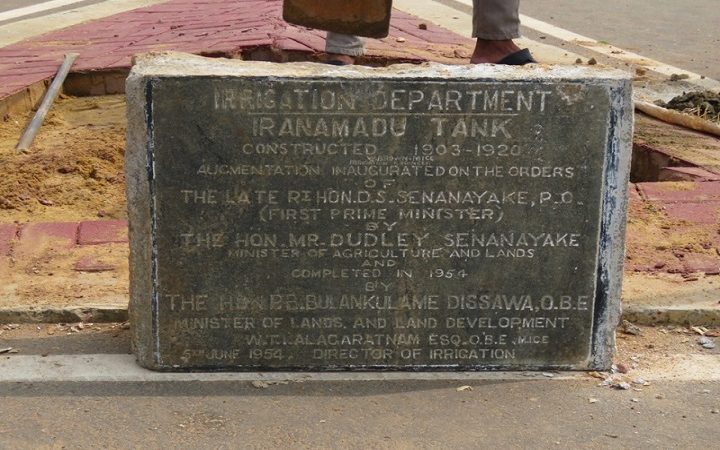 IRRIGATION DEPARTMENT
IRANAMADU TANK
CONSTRUCTED 1903-1920
AUGMENTATION INAUGURATED ON THE ORDERS
OF
THE LATE RT HON. D.S. SENANAYAKE, P.C.
(FIRST PRIME MINISTER)
BY
THE HON. MR. DUDLEY SENANAYAKE
MINISTER OF AGRICULTURE AND LANDS
AND
COMPLETED IN 1954
BY
THE HON. P.B. BULANKULAME DISSAWA, O.B.E
MINISTER OF LANDS AND LAND DEVELOPMENT
ESQ. O.B.E., M.I.C.E
5TH JUNE 1954. DIRECTOR OF IRRIGATION